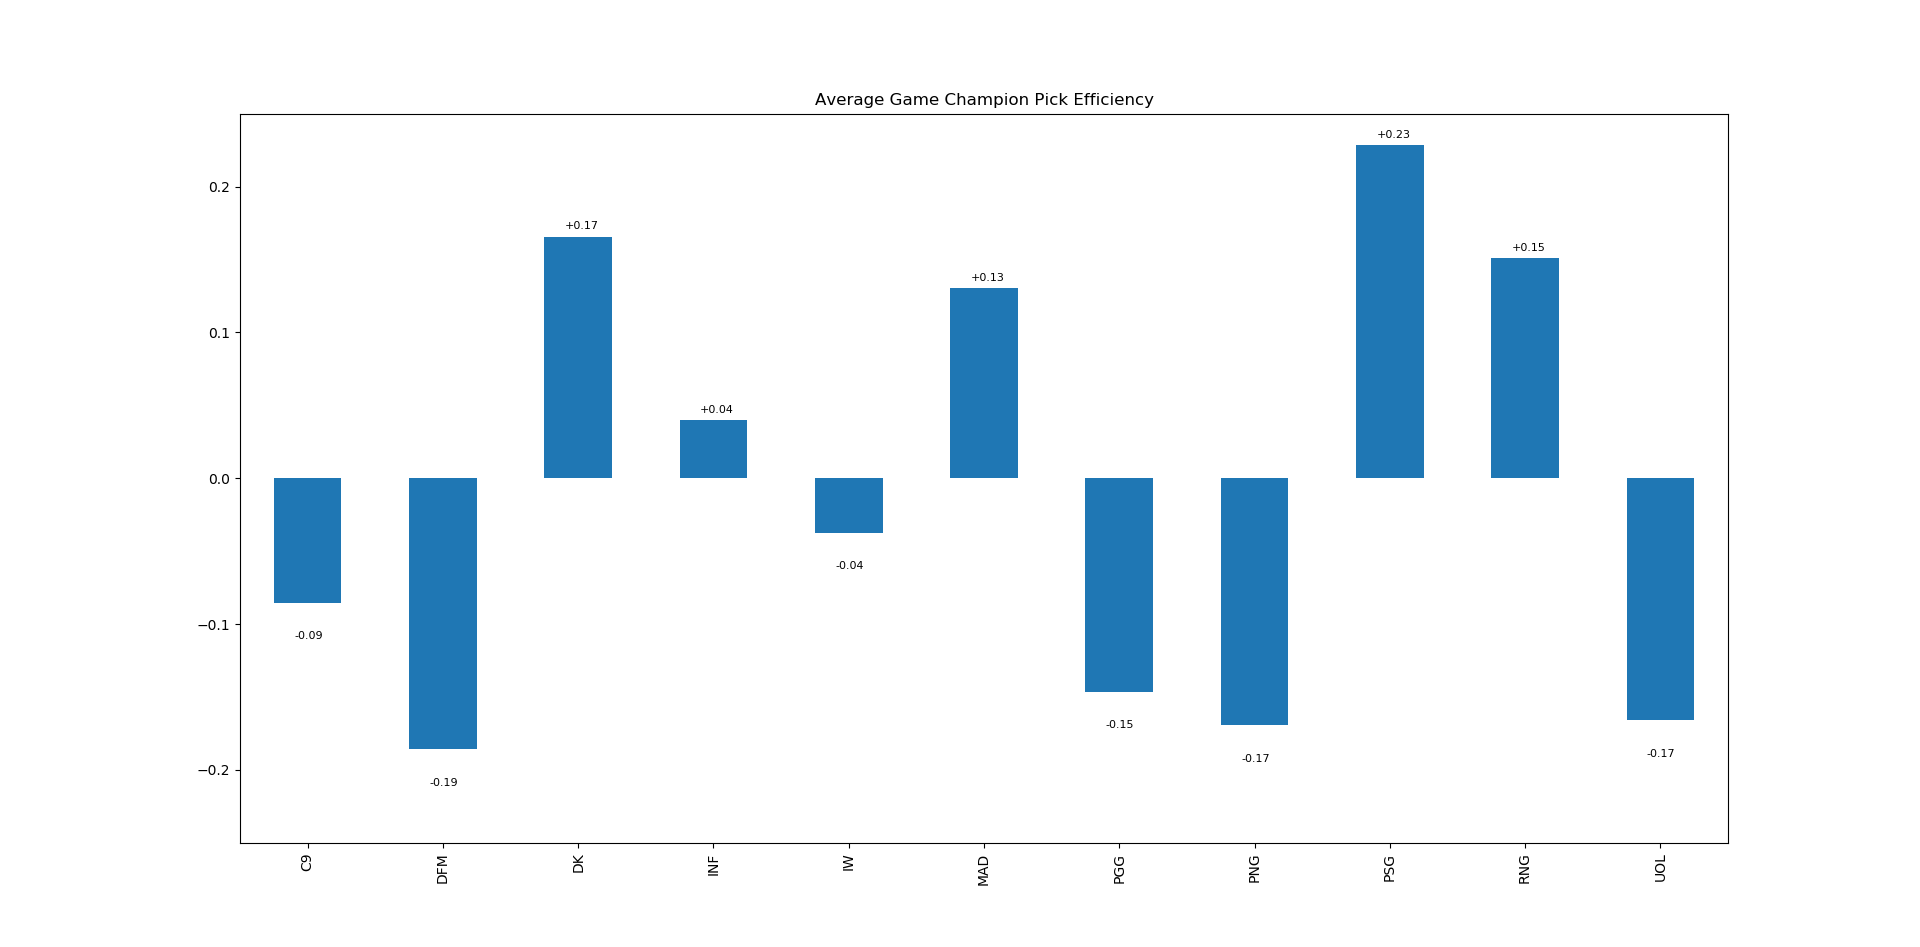 Average Game Champion Pick Efficiency
+0.23
0.2
+0.17
+0.15
+0.13
0.1
+0.04
0.0
-0.04
−0.1
-0.09
-0.15
-0.17
-0.17
−0.2
-0.19
C9
DFM
DK
INF
IW
MAD
PGG
PNG
PSG
RNG
UOL